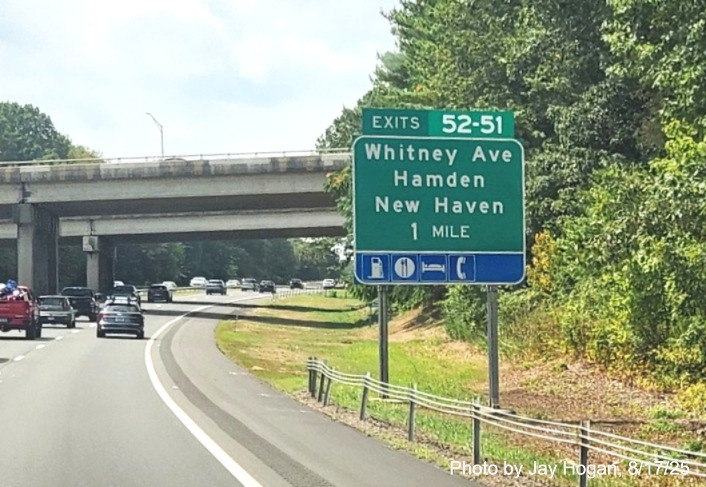 EXITS 52-51
Whitney Ave
Hamden
New Haven
1 MILE
Photo by Jay Hogan, 8/17/25